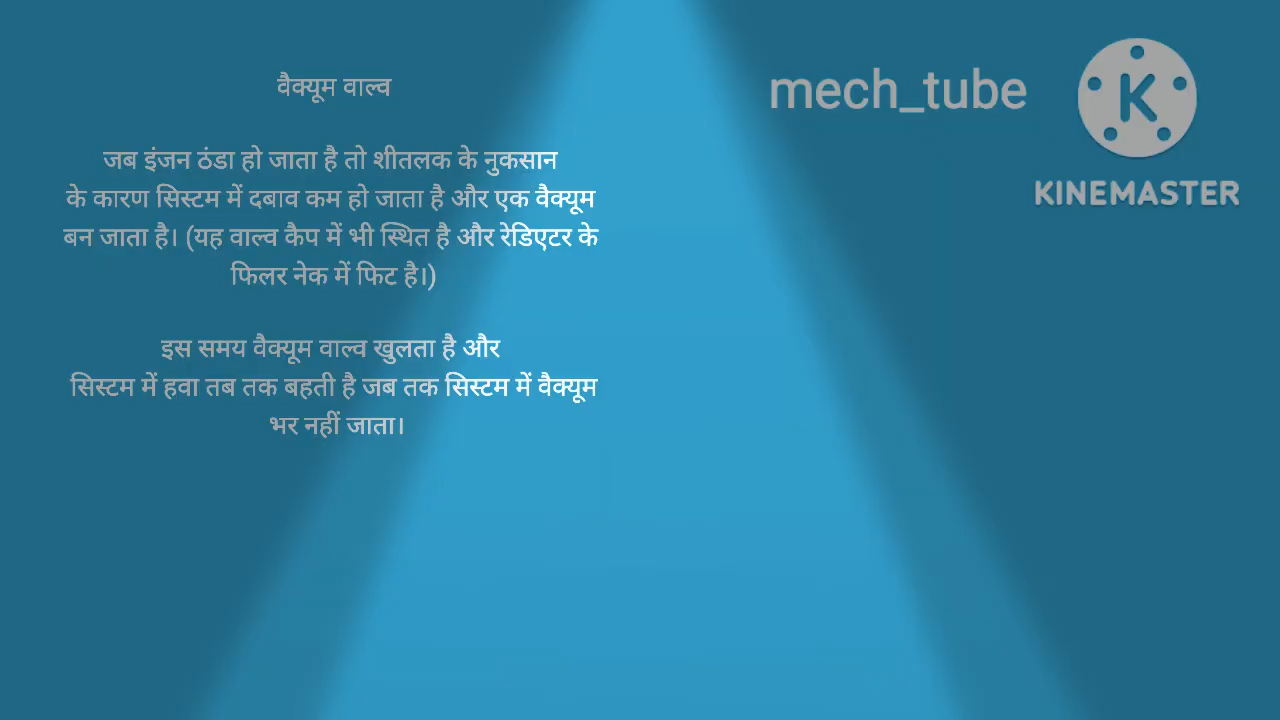 वैक्यूम वाल्व
जब इंजन ठंडा हो जाता है तो शीतलक के नुकसान
के कारण सिस्टम में दबाव कम हो जाता है और एक वैक्यूम
बन जाता है। (यह वाल्व कैप में भी स्थित है और रेडिएटर के
फिलर नेक में फिट है।)
इस समय वैक्यूम वाल्व खुलता है और
सिस्टम में हवा तब तक बहती है जब तक सिस्टम में वैक्यूम
भर नहीं जाता।
mech_tube
K
KINEMASTER